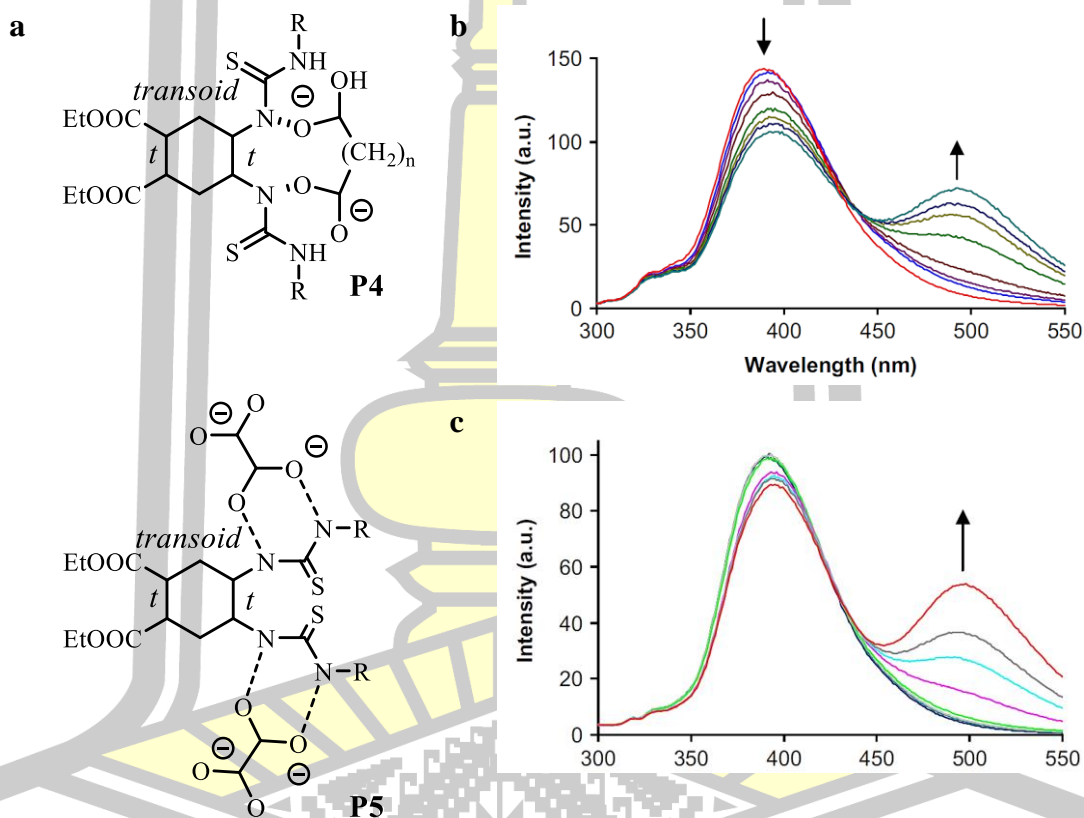 a
R
S
NH
OH
transoid
⊖
EtOOC
N
O
t
t
(CH2)n
EtOOC
N
O
⊖
S
NH
O
R
P4
b
150
100
50
0
300 350 400 450 500 550
Intensity (a.u.)
Wavelength (nm)
⊖
O
O
⊖
O
O
N
R
transoid
EtOOC
N
S
t
t
S
EtOOC
N
N
R
O
⊖
O
O
⊖
O
P5
c
100
80
60
40
20
0
300 350 400 450 500 550
Intensity (a.u.)